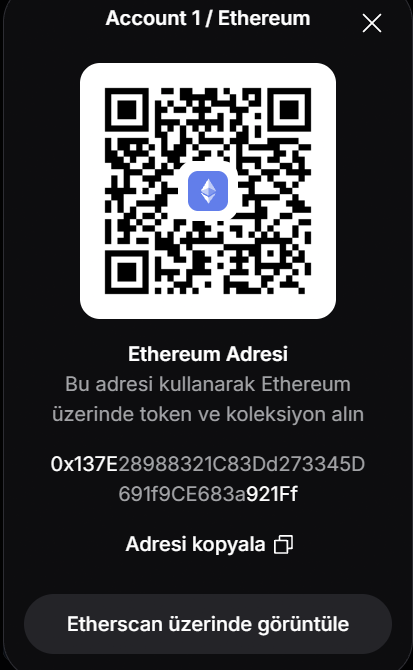 Account 1 / Ethereum
Ethereum Adresi
Bu adresi kullanarak Ethereum
üzerinde token ve koleksiyon alın
0x137E28988321C83Dd273345D
691f9CE683a921Ff
Adresi kopyala
Etherscan üzerinde görüntüle